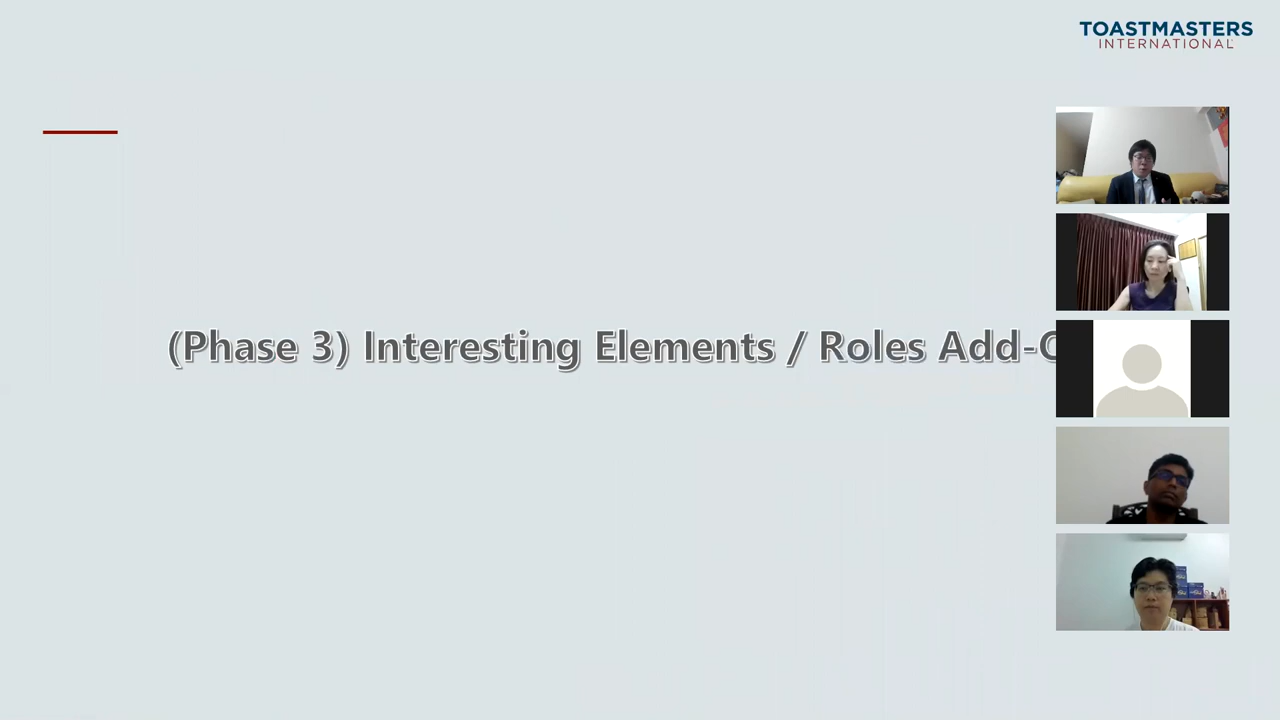 TOASTMASTERS
INTERNATIONAL
(Phase 3) Interesting Elements / Roles Add-